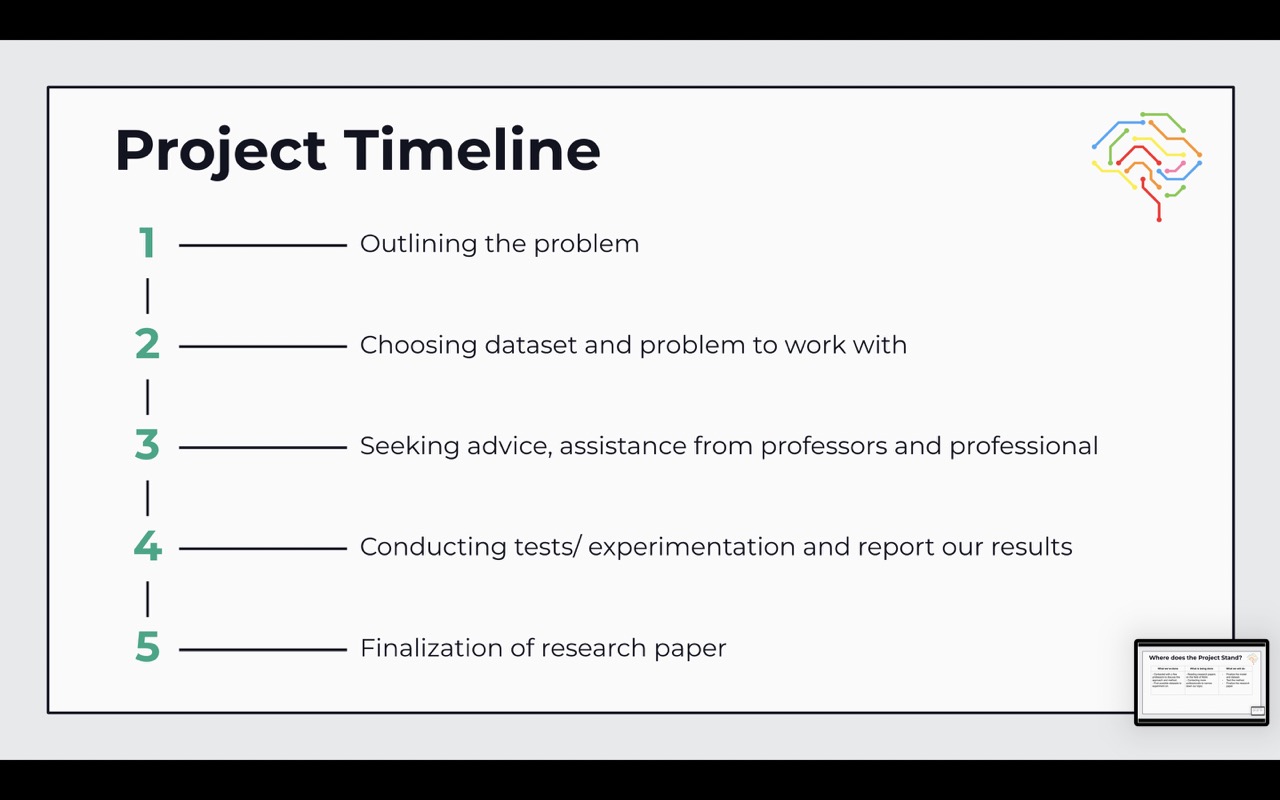 Project Timeline
1 Outlining the problem
2 Choosing dataset and problem to work with
3 Seeking advice, assistance from professors and professional
4 Conducting tests/ experimentation and report our results
5 Finalization of research paper
Where does the Project Stand?